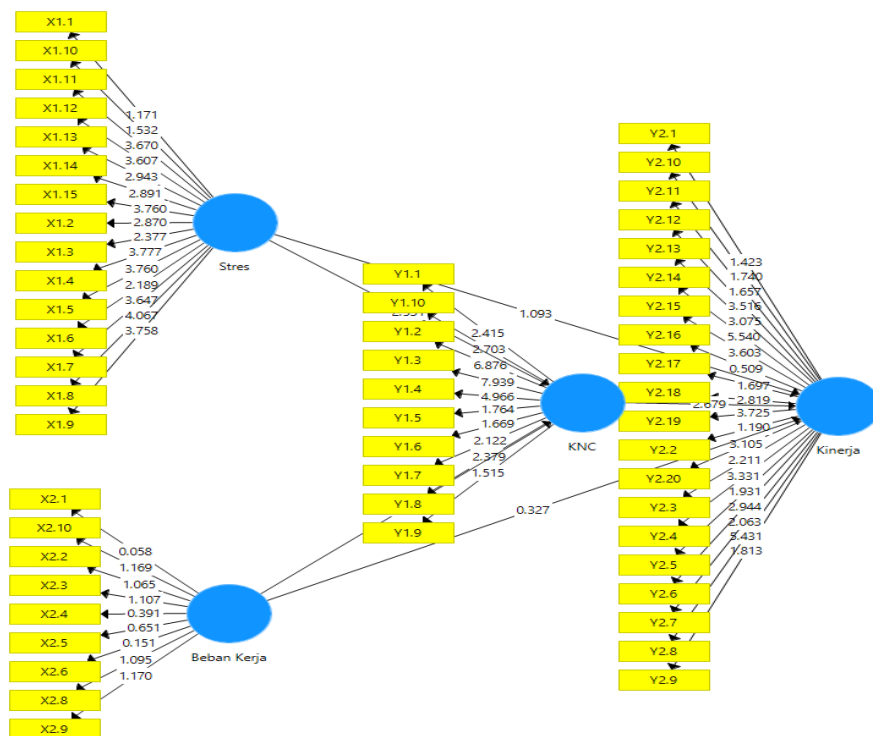 X1.1
X1.10
X1.11
X1.12
X1.13
X1.14
X1.15
X1.2
X1.3
X1.4
X1.5
X1.6
X1.7
X1.8
X1.9
1.171
1.532
3.670
3.607
2.943
2.891
3.760
2.870
2.377
3.777
3.760
2.189
3.647
4.067
3.758
Stres
X2.1
X2.10
X2.2
X2.3
X2.4
X2.5
X2.6
X2.8
X2.9
0.058
1.169
1.065
1.107
0.391
0.651
0.151
1.095
1.170
Beban Kerja
Y1.1
Y1.10
Y1.2
Y1.3
Y1.4
Y1.5
Y1.6
Y1.7
Y1.8
Y1.9
2.415
2.703
6.876
7.939
4.966
1.764
1.669
2.122
2.379
1.515
KNC
1.093
2.679
0.327
Y2.1
Y2.10
Y2.11
Y2.12
Y2.13
Y2.14
Y2.15
Y2.16
Y2.17
Y2.18
Y2.19
Y2.2
Y2.20
Y2.3
Y2.4
Y2.5
Y2.6
Y2.7
Y2.8
Y2.9
1.423
1.740
1.657
3.516
3.075
5.540
3.603
0.509
1.697
2.819
3.725
1.190
3.105
2.211
3.331
1.931
2.944
2.063
5.431
1.813
Kinerja